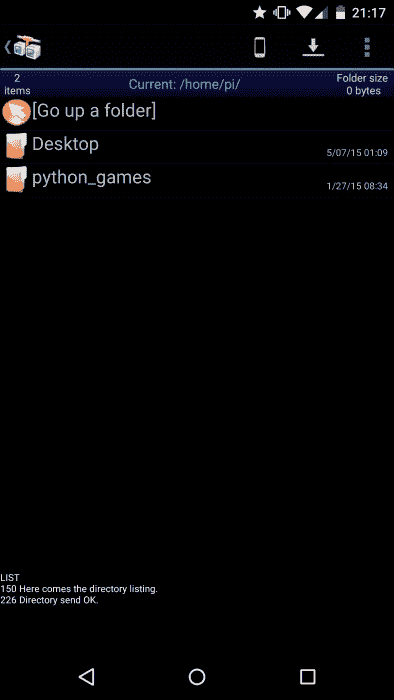 21:17
2
items
Current: /home/pi/
Folder size
0 bytes
[Go up a folder]
Desktop
5/07/15 01:09
python_games
1/27/15 08:34
LIST
150 Here comes the directory listing.
226 Directory send OK.